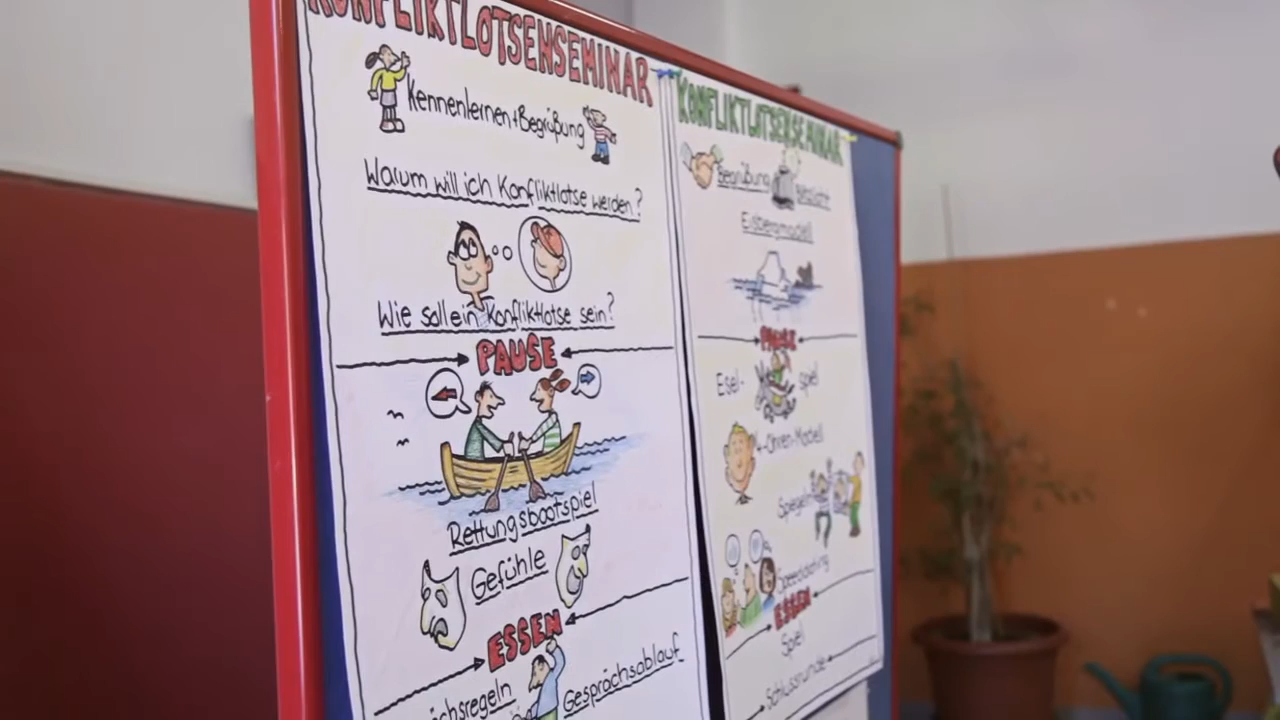 KONFLIKTLOTSENSEMINAR
Kennenlernen + Begrüßung
Warum will ich Konfliktlotse werden?
Wie soll ein Konfliktlotse sein?
PAUSE
Rettungsbootspiel
Gefühle
ESSEN
Gesprächsablauf
KONFLIKTLOTSENSEMINAR
Begrüßung
Eisbergmodell
PAUSE
Esel- spiel
4-Ohren-Modell
Spiegeln
Speeddating
ESSEN
Spiel
Schlussrunde